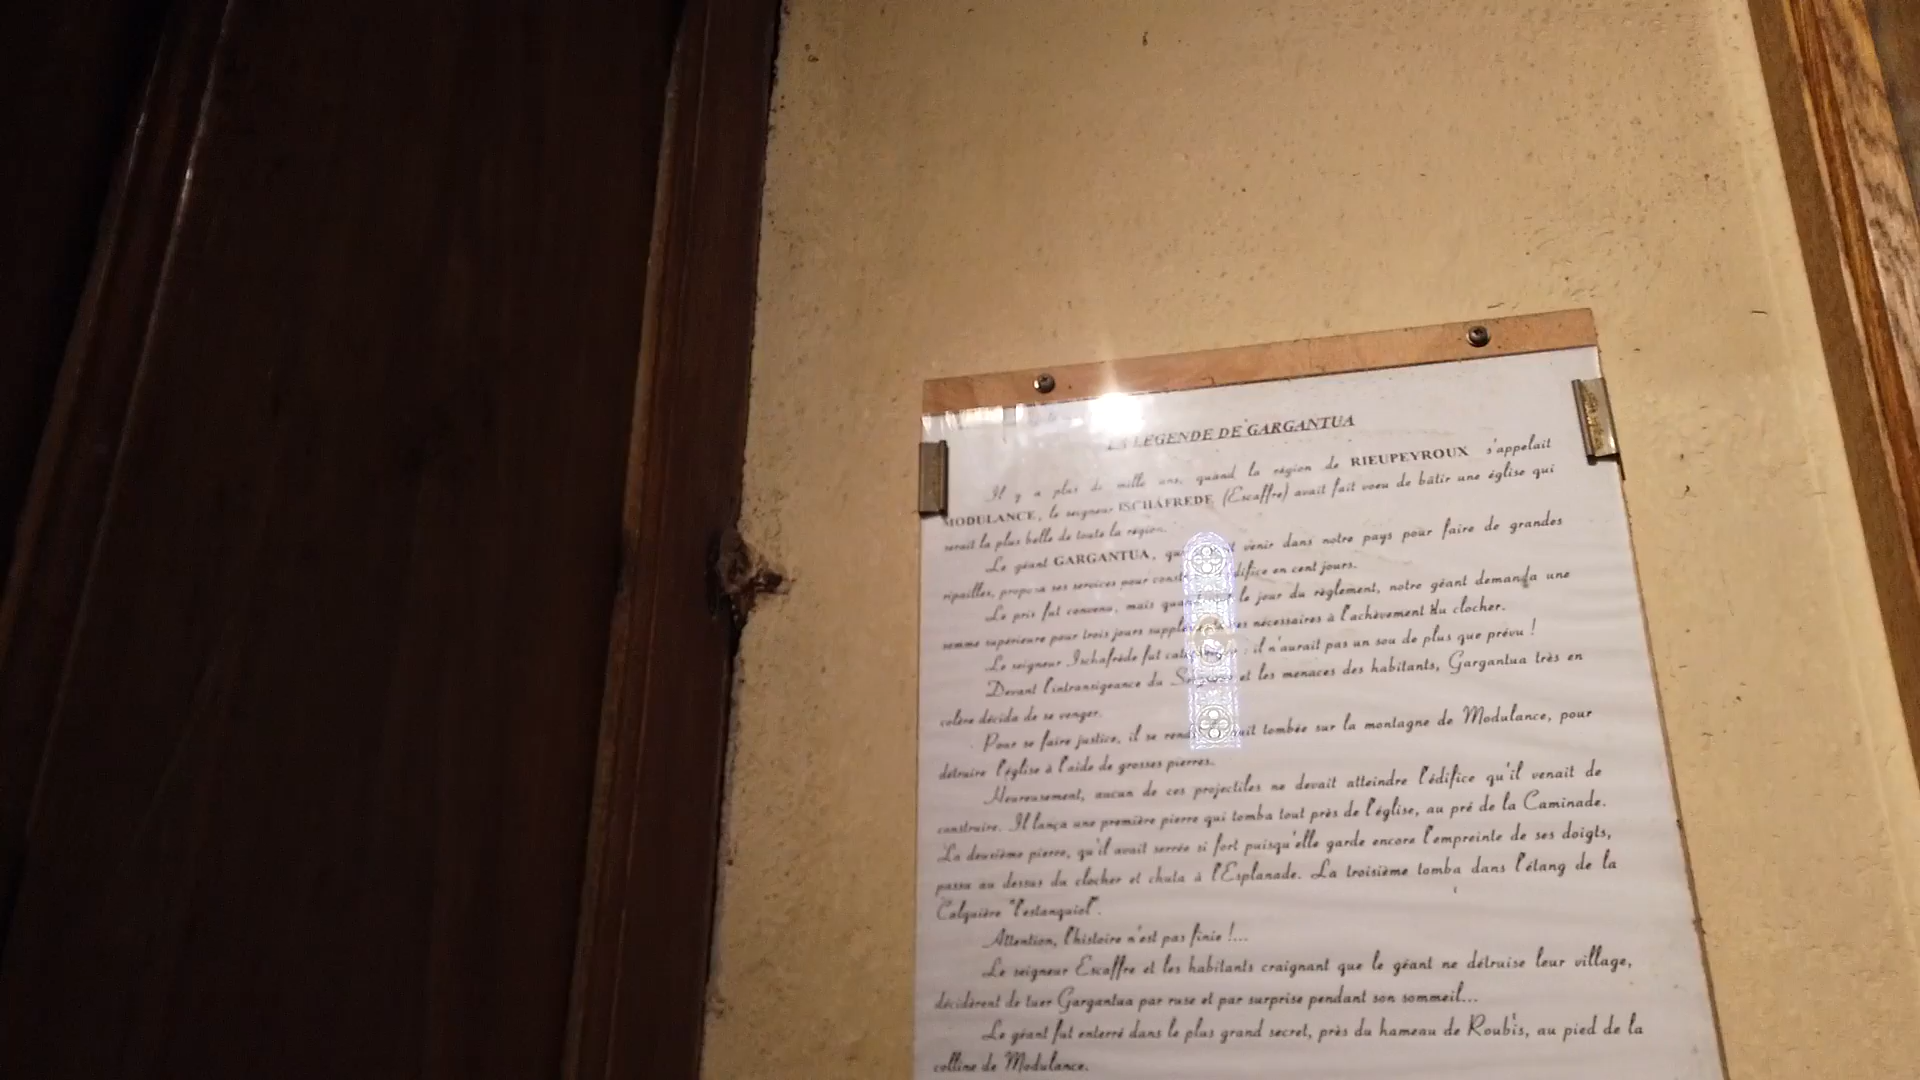 LEGENDE DE GARGANTUA
Il y a plus de mille ans, quand la région de RIEUPEYROUX s'appelait
MODULANCE, le seigneur ISCHAFREDE (Escaffre) avait fait voeu de bâtir une église qui
serait la plus belle de toute la région.
Le géant GARGANTUA, venir dans notre pays pour faire de grandes
ripailles, proposa ses services pour en cent jours.
Le prix fut convenu, mais le jour du règlement, notre géant demanda une
somme supérieure pour trois jours nécessaires à l'achèvement du clocher.
Le seigneur Ischafrède fut : il n'aurait pas un sou de plus que prévu !
Devant l'intransigeance du et les menaces des habitants, Gargantua très en
colère décida de se venger.
Pour se faire justice, il se tombée sur la montagne de Modulance, pour
détruire l'église à l'aide de grosses pierres.
Heureusement, aucun de ces projectiles ne devait atteindre l'édifice qu'il venait de
construire. Il lança une première pierre qui tomba tout près de l'église, au pré de la Caminade.
La deuxième pierre, qu'il avait serrée si fort puisqu'elle garde encore l'empreinte de ses doigts,
passa au dessus du clocher et chuta à l'Esplanade. La troisième tomba dans l'étang de la
Calquière "l'estanquiol".
Attention, l'histoire n'est pas finie !...
Le seigneur Escaffre et les habitants craignant que le géant ne détruise leur village,
décidèrent de tuer Gargantua par ruse et par surprise pendant son sommeil...
Le géant fut enterré dans le plus grand secret, près du hameau de Roubis, au pied de la
colline de Modulance.